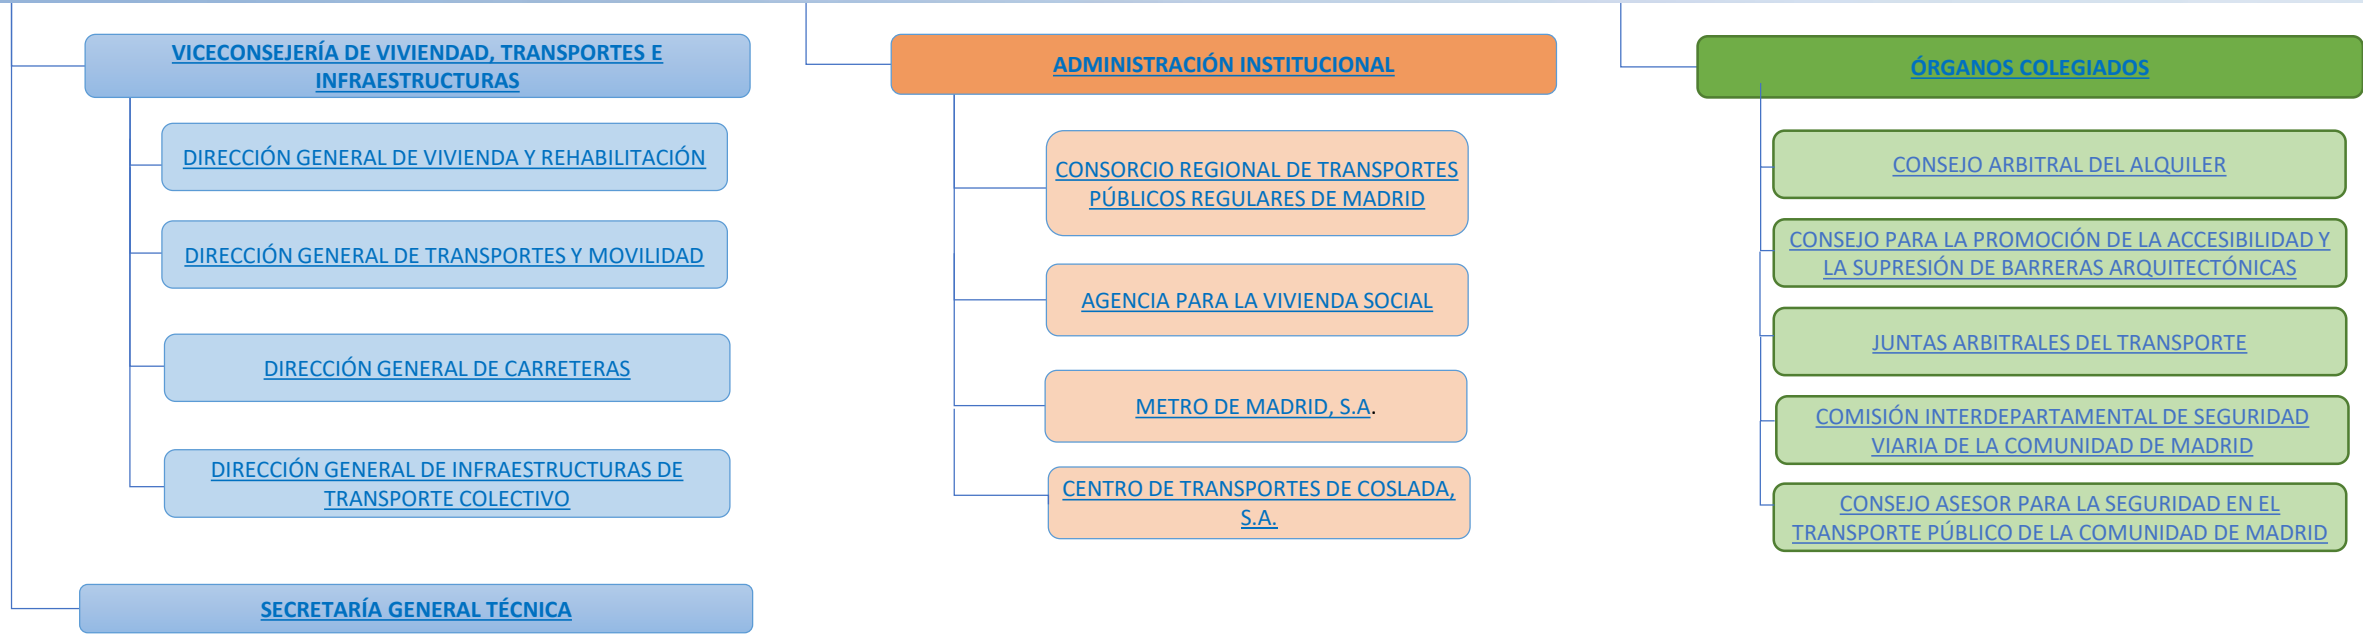 VICECONSEJERÍA DE VIVIENDAD, TRANSPORTES E
INFRAESTRUCTURAS
DIRECCIÓN GENERAL DE VIVIENDA Y REHABILITACIÓN
DIRECCIÓN GENERAL DE TRANSPORTES Y MOVILIDAD
DIRECCIÓN GENERAL DE CARRETERAS
DIRECCIÓN GENERAL DE INFRAESTRUCTURAS DE
TRANSPORTE COLECTIVO
SECRETARÍA GENERAL TÉCNICA
ADMINISTRACIÓN INSTITUCIONAL
CONSORCIO REGIONAL DE TRANSPORTES
PÚBLICOS REGULARES DE MADRID
AGENCIA PARA LA VIVIENDA SOCIAL
METRO DE MADRID, S.A.
CENTRO DE TRANSPORTES DE COSLADA,
S.A.
ÓRGANOS COLEGIADOS
CONSEJO ARBITRAL DEL ALQUILER
CONSEJO PARA LA PROMOCIÓN DE LA ACCESIBILIDAD Y
LA SUPRESIÓN DE BARRERAS ARQUITECTÓNICAS
JUNTAS ARBITRALES DEL TRANSPORTE
COMISIÓN INTERDEPARTAMENTAL DE SEGURIDAD
VIARIA DE LA COMUNIDAD DE MADRID
CONSEJO ASESOR PARA LA SEGURIDAD EN EL
TRANSPORTE PÚBLICO DE LA COMUNIDAD DE MADRID